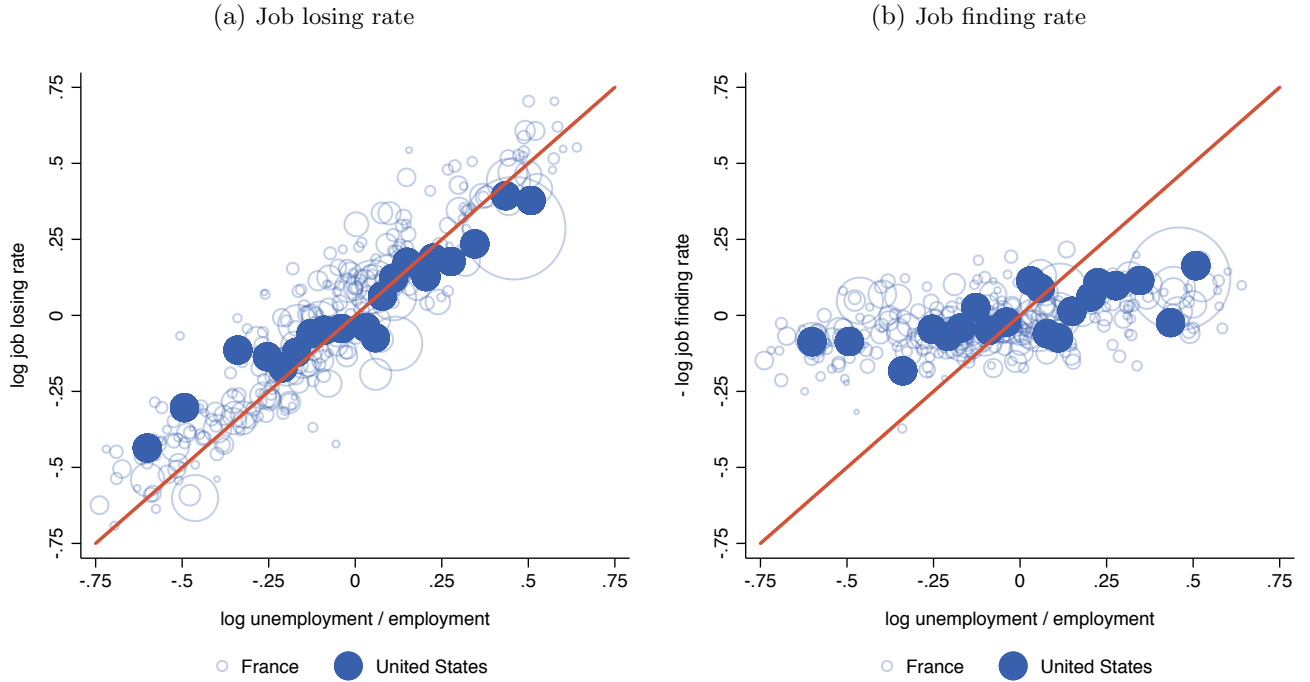 (a) Job losing rate
(b) Job finding rate
log job losing rate
.75
.5
.25
0
-.25
-.5
-.75
-.75 -.5 -.25 0 .25 .5 .75
log unemployment / employment
France United States
- log job finding rate
.75
.5
.25
0
-.25
-.5
-.75
-.75 -.5 -.25 0 .25 .5 .75
log unemployment / employment
France United States